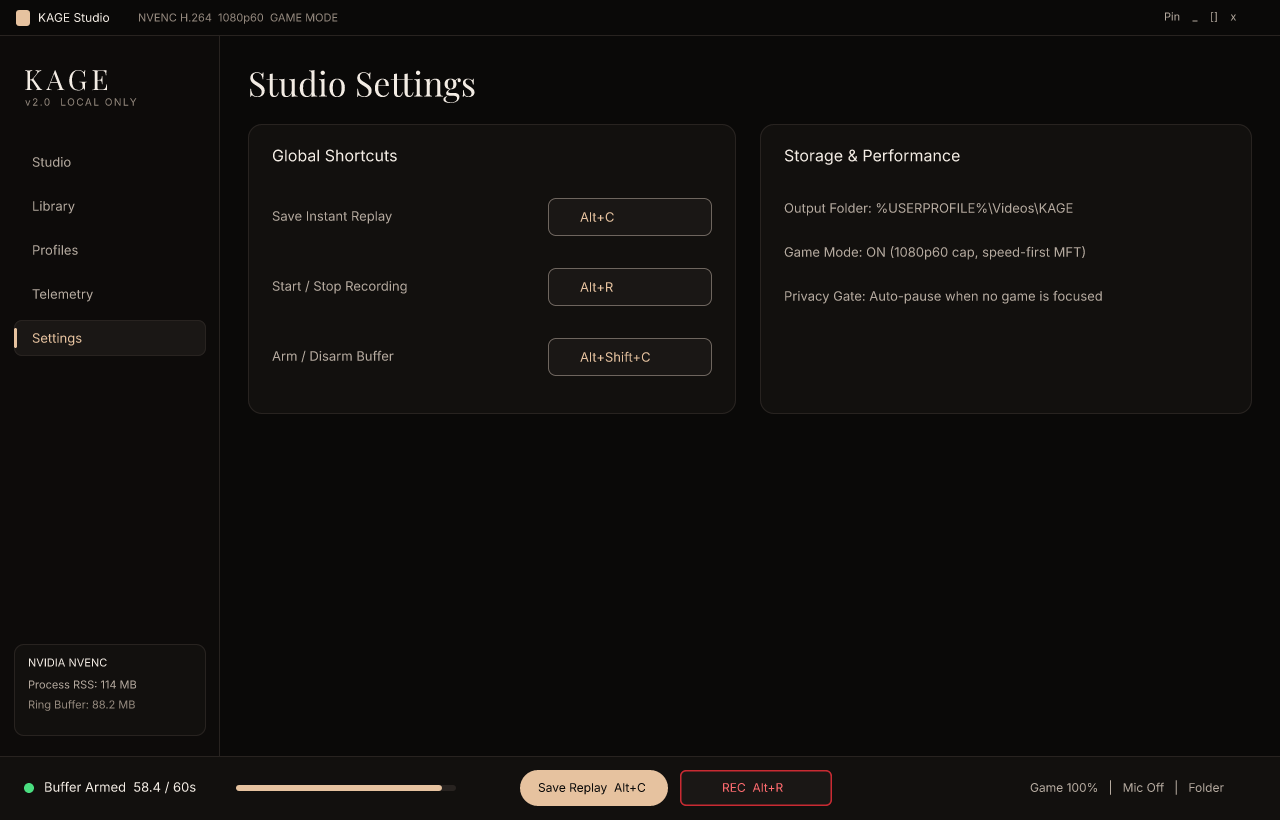 KAGE Studio NVENC H.264 1080p60 GAME MODE Pin _ [] x
KAGE
v2.0 LOCAL ONLY
Studio
Library
Profiles
Telemetry
Settings
NVIDIA NVENC
Process RSS: 114 MB
Ring Buffer: 88.2 MB
Studio Settings
Global Shortcuts
Save Instant Replay Alt+C
Start / Stop Recording Alt+R
Arm / Disarm Buffer Alt+Shift+C
Storage & Performance
Output Folder: %USERPROFILE%\Videos\KAGE
Game Mode: ON (1080p60 cap, speed-first MFT)
Privacy Gate: Auto-pause when no game is focused
Buffer Armed 58.4 / 60s Save Replay Alt+C REC Alt+R Game 100% | Mic Off | Folder